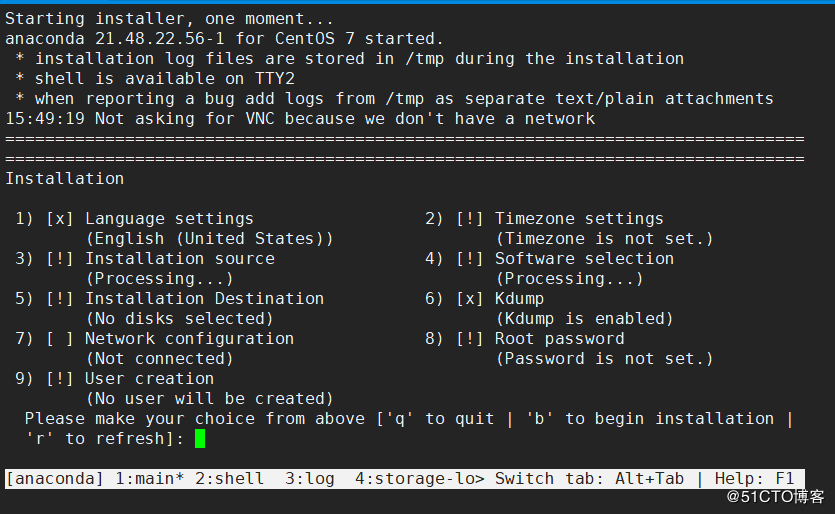 Starting installer, one moment...
anaconda 21.48.22.56-1 for CentOS 7 started.
 * installation log files are stored in /tmp during the installation
 * shell is available on TTY2
 * when reporting a bug add logs from /tmp as separate text/plain attachments
15:49:19 Not asking for VNC because we don't have a network
================================================================================
================================================================================
Installation
 1) [x] Language settings                 2) [!] Timezone settings
        (English (United States))                (Timezone is not set.)
 3) [!] Installation source               4) [!] Software selection
        (Processing...)                          (Processing...)
 5) [!] Installation Destination          6) [x] Kdump
        (No disks selected)                      (Kdump is enabled)
 7) [ ] Network configuration             8) [!] Root password
        (Not connected)                          (Password is not set.)
 9) [!] User creation
        (No user will be created)
  Please make your choice from above ['q' to quit | 'b' to begin installation |
  'r' to refresh]:
[anaconda] 1:main* 2:shell  3:log  4:storage-lo> Switch tab: Alt+Tab | Help: F1
@51CTO博客